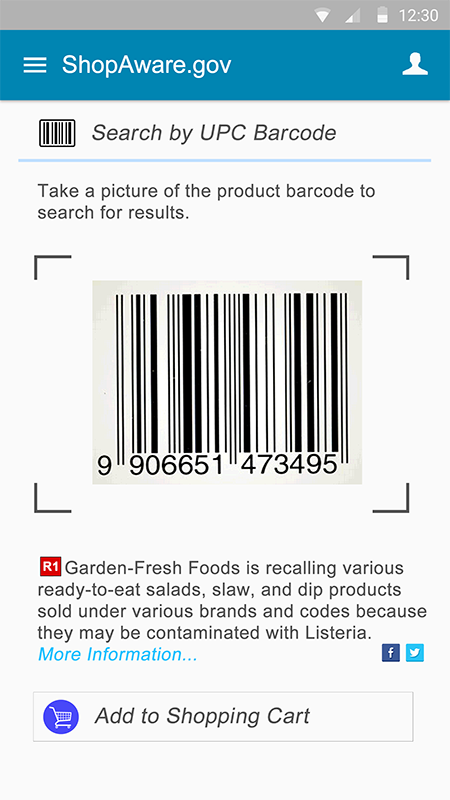 12:30
ShopAware.gov
Search by UPC Barcode
Take a picture of the product barcode to
search for results.
9 906651 473495
R1 Garden-Fresh Foods is recalling various
ready-to-eat salads, slaw, and dip products
sold under various brands and codes because
they may be contaminated with Listeria.
More Information...
f
Add to Shopping Cart